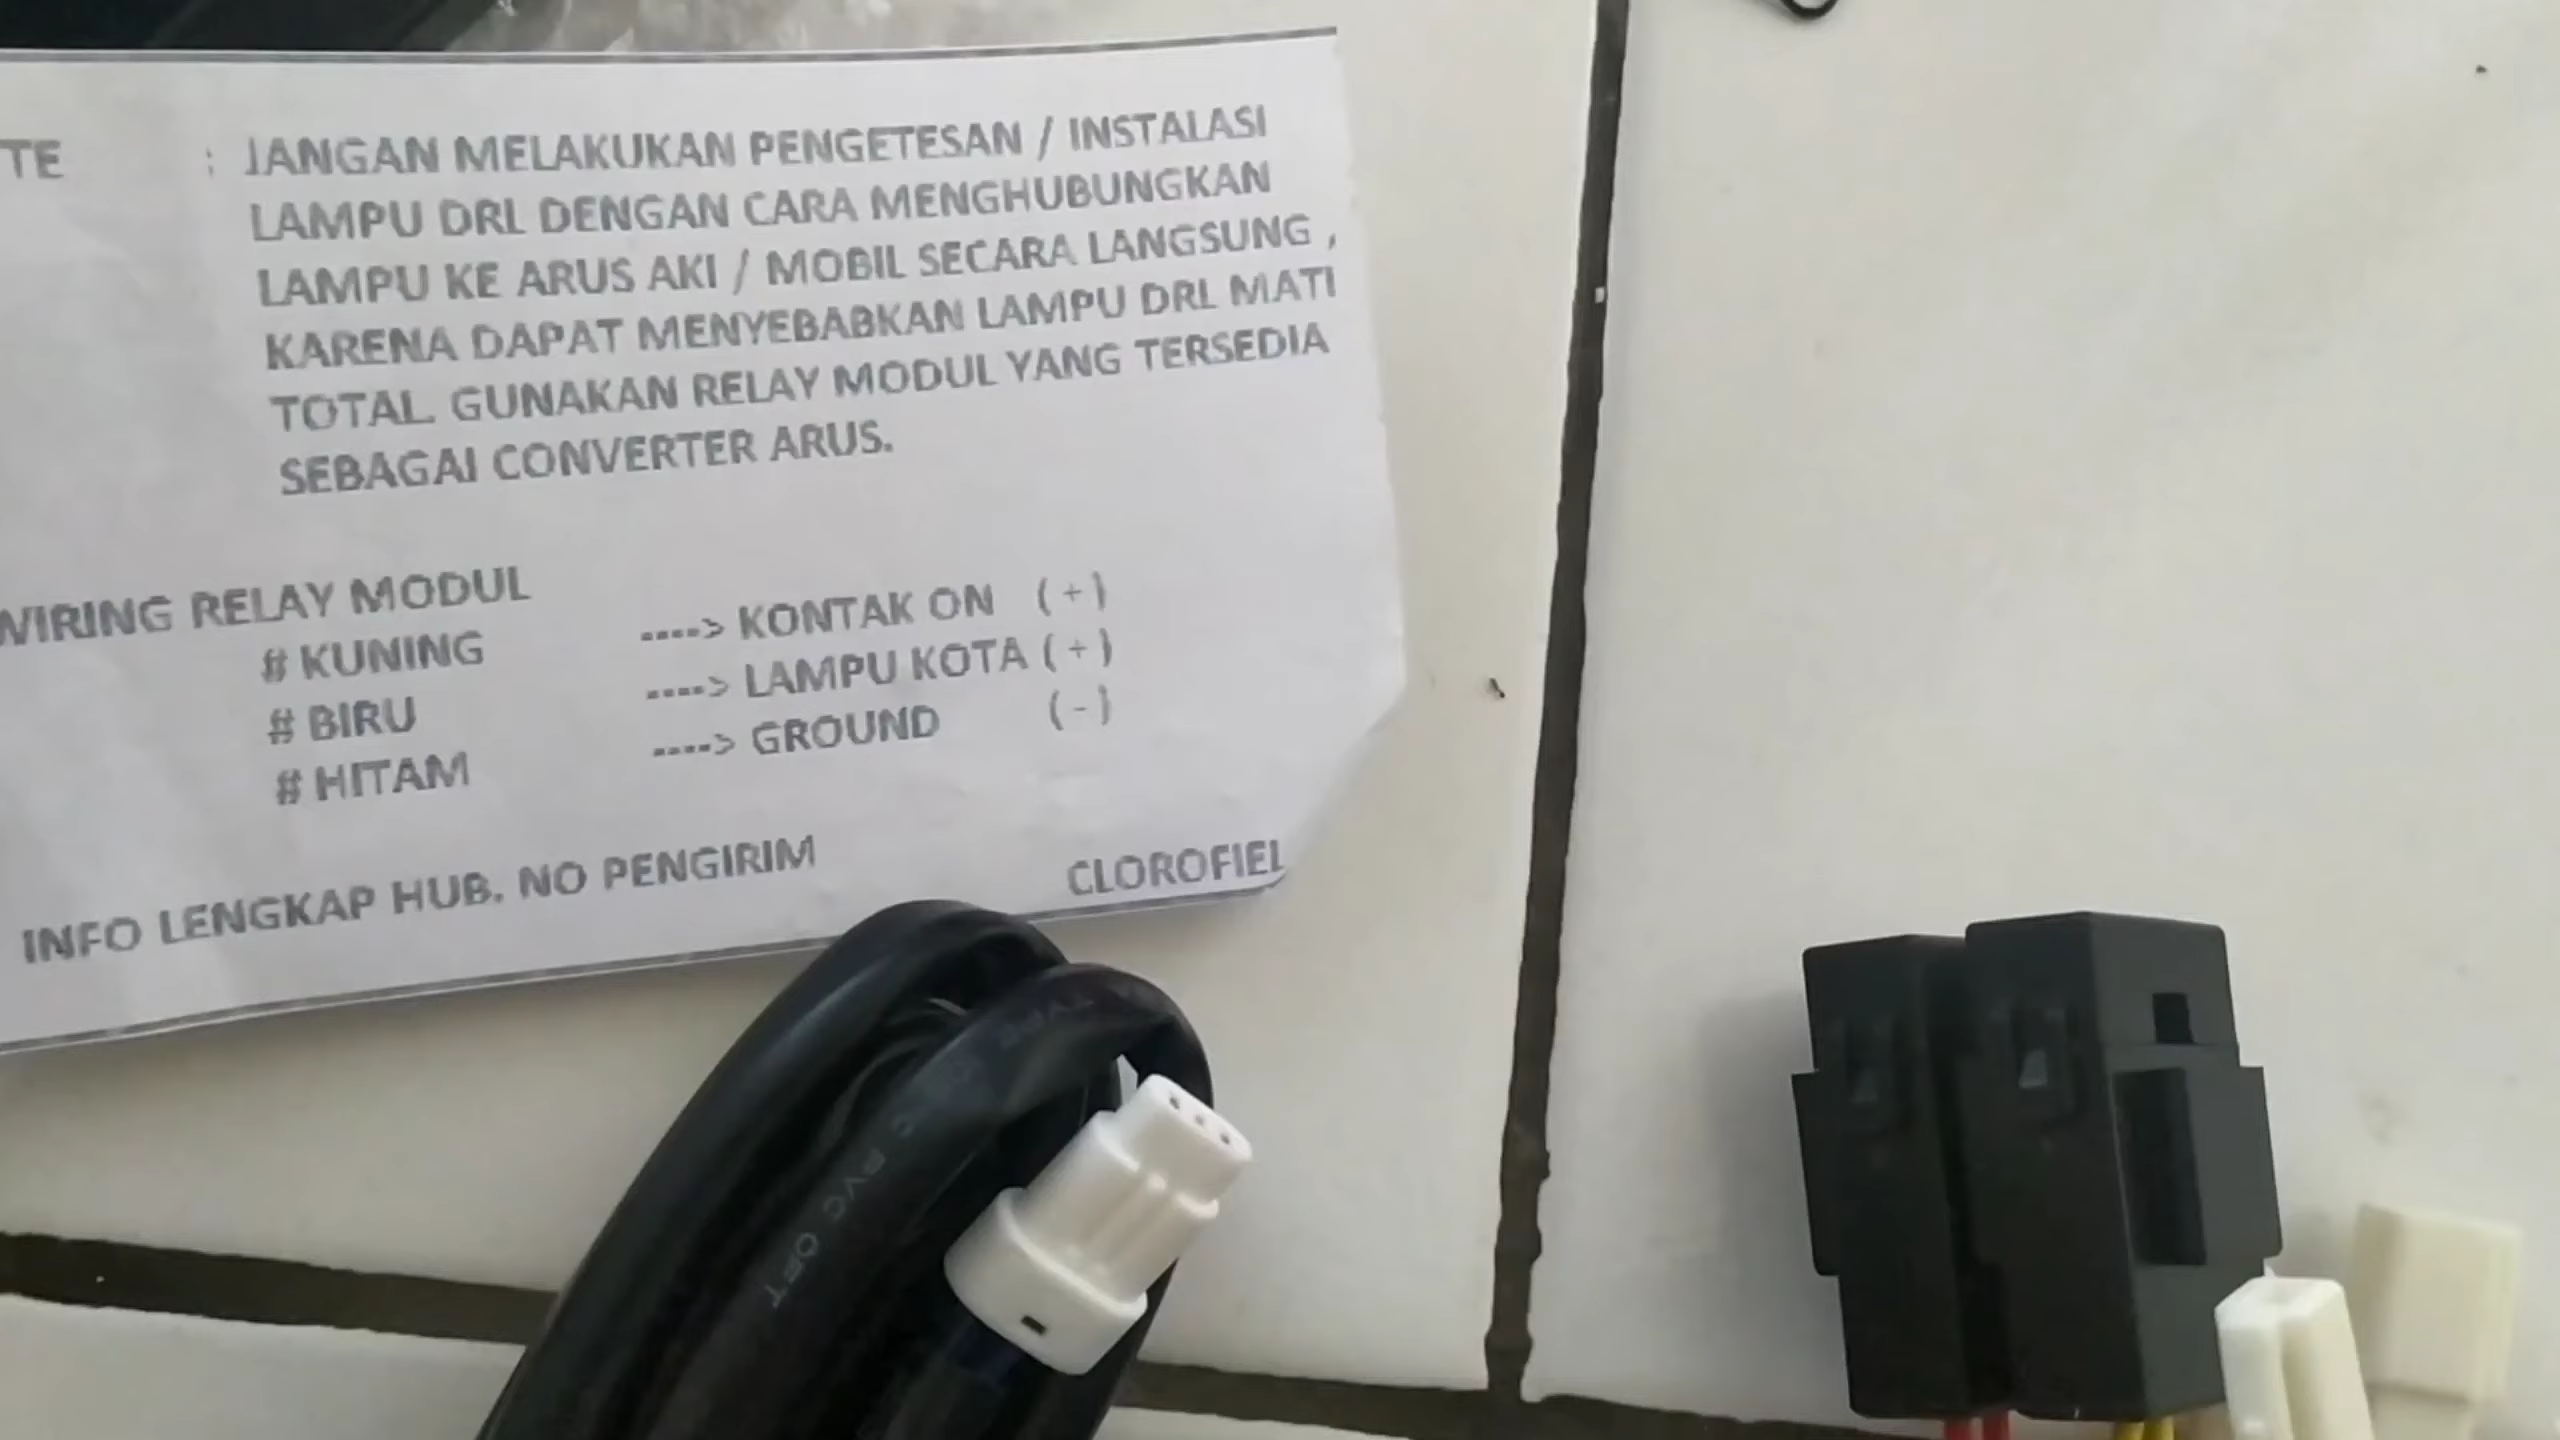 TE : JANGAN MELAKUKAN PENGETESAN / INSTALASI
LAMPU DRL DENGAN CARA MENGHUBUNGKAN
LAMPU KE ARUS AKI / MOBIL SECARA LANGSUNG ,
KARENA DAPAT MENYEBABKAN LAMPU DRL MATI
TOTAL. GUNAKAN RELAY MODUL YANG TERSEDIA
SEBAGAI CONVERTER ARUS.
WIRING RELAY MODUL
# KUNING ----> KONTAK ON (+)
# BIRU ----> LAMPU KOTA (+)
# HITAM ----> GROUND (-)
INFO LENGKAP HUB. NO PENGIRIM CLOROFIEL